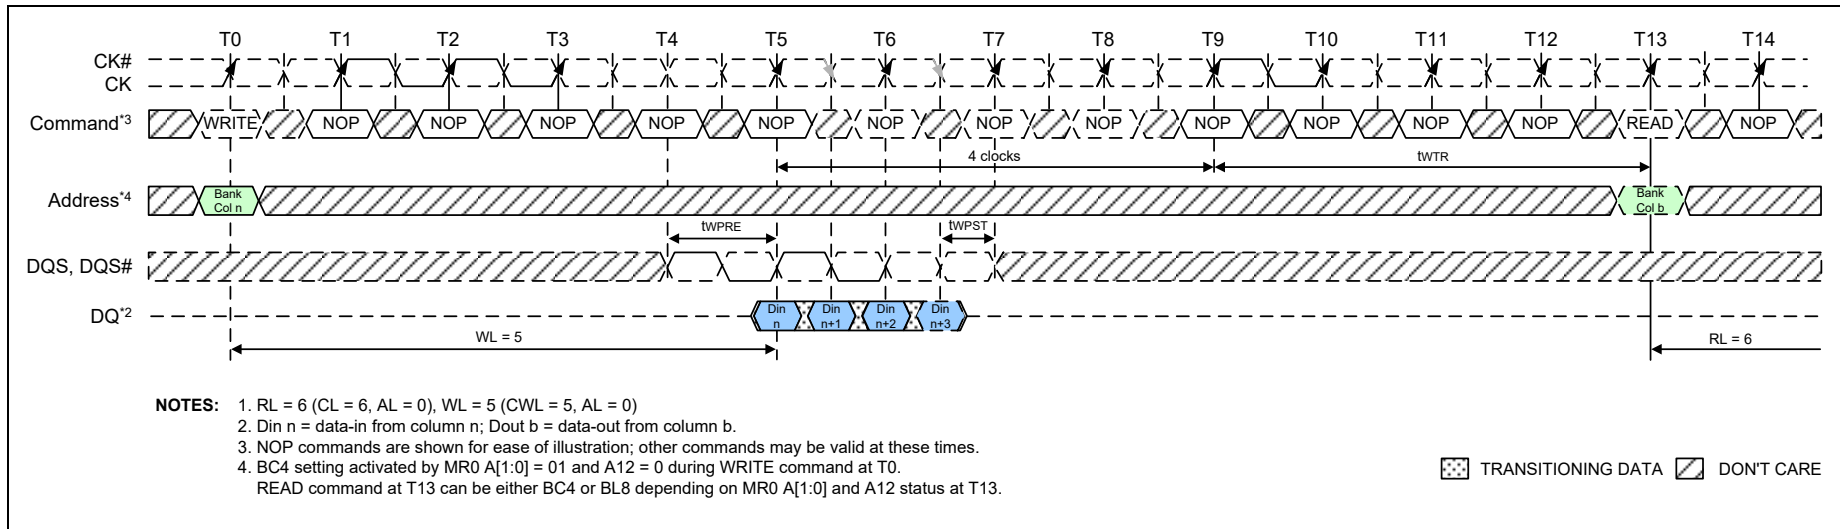 T0 T1 T2 T3 T4 T5 T6 T7 T8 T9 T10 T11 T12 T13 T14
CK#
CK
Command*3 WRITE NOP NOP NOP NOP NOP NOP NOP NOP NOP NOP NOP NOP READ NOP
4 clocks tWTR
Address*4 Bank Col n Bank Col b
tWPRE tWPST
DQS, DQS#
DQ*2 Din n Din n+1 Din n+2 Din n+3
WL = 5 RL = 6
NOTES: 1. RL = 6 (CL = 6, AL = 0), WL = 5 (CWL = 5, AL = 0)
2. Din n = data-in from column n; Dout b = data-out from column b.
3. NOP commands are shown for ease of illustration; other commands may be valid at these times.
4. BC4 setting activated by MR0 A[1:0] = 01 and A12 = 0 during WRITE command at T0.
READ command at T13 can be either BC4 or BL8 depending on MR0 A[1:0] and A12 status at T13.
TRANSITIONING DATA DON'T CARE